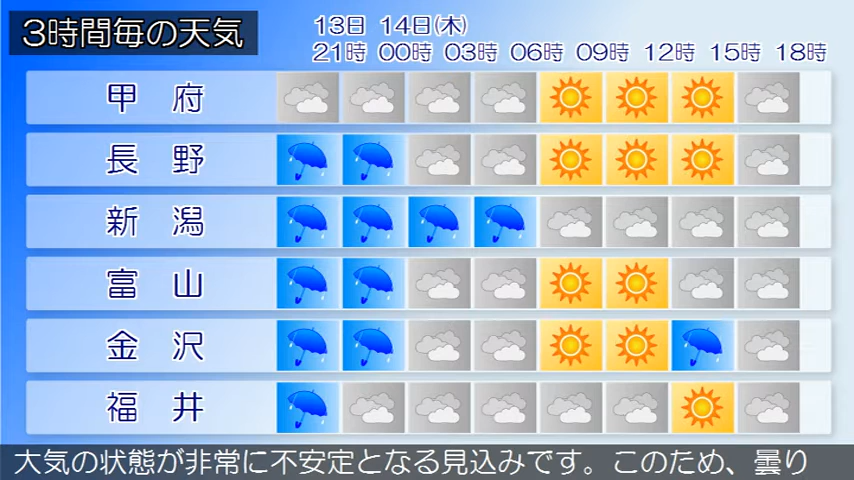 3時間毎の天気
13日 14日(木)
21時 00時 03時 06時 09時 12時 15時 18時
甲 府
長 野
新 潟
富 山
金 沢
福 井
大気の状態が非常に不安定となる見込みです。このため、曇り